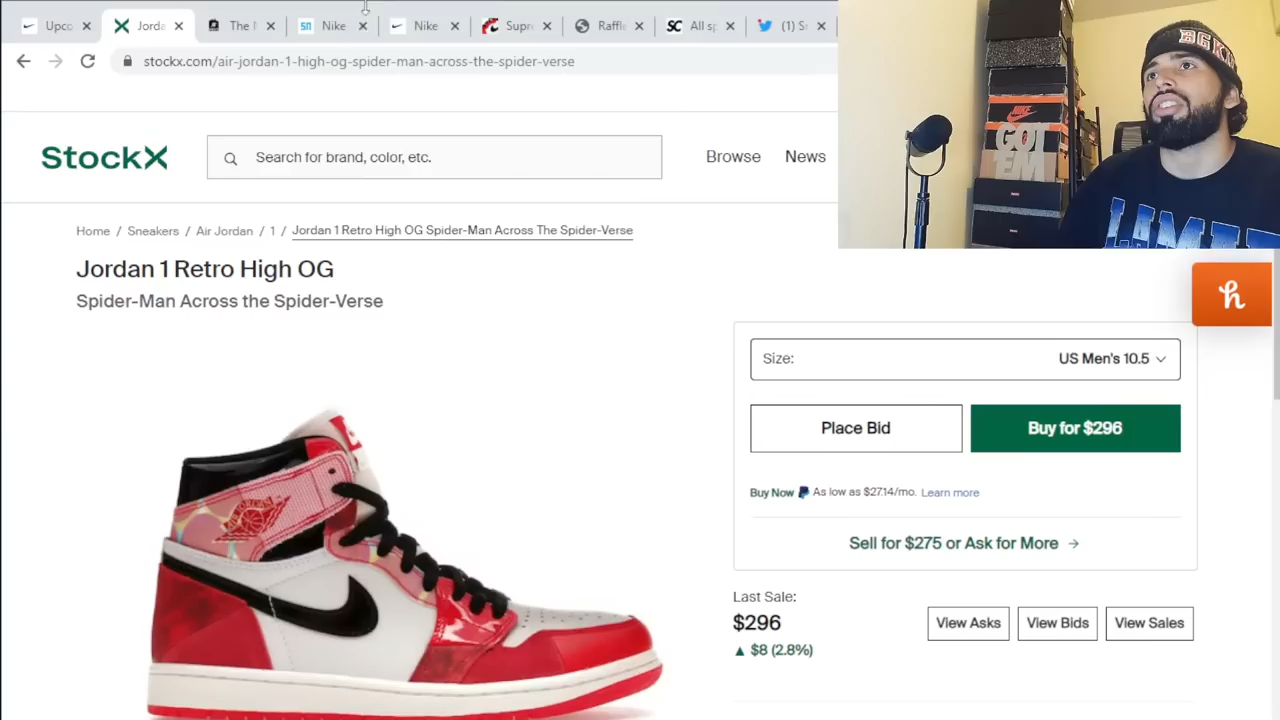 Upco
Jorda
The
Nike
Nike
Supr
Raffle
All sp
(1) S
stockx.com/air-jordan-1-high-og-spider-man-across-the-spider-verse
StockX
Search for brand, color, etc.
Browse
News
BGK
NIKE
GOT
'EM
LAMET
Home / Sneakers / Air Jordan / 1 / Jordan 1 Retro High OG Spider-Man Across The Spider-Verse
Jordan 1 Retro High OG
Spider-Man Across the Spider-Verse
h
Size:
US Men's 10.5
Place Bid
Buy for $296
Buy Now
As low as $27.14/mo. Learn more
Sell for $275 or Ask for More →
Last Sale:
$296
▲ $8 (2.8%)
View Asks
View Bids
View Sales
AIR JORDAN